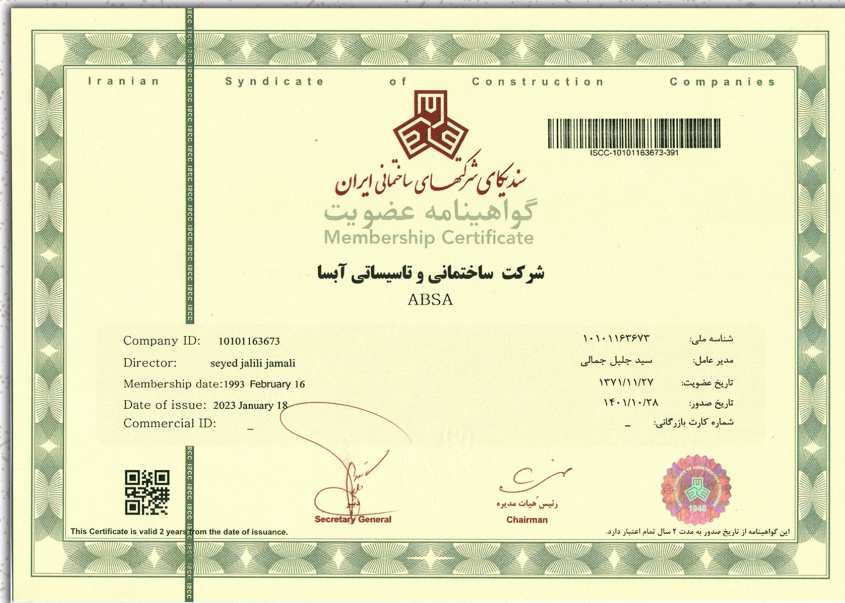 Iranian Syndicate of Construction Companies
ISCC-10101163673-391
سندیکای شرکتهای ساختمانی ایران
گواهینامه عضویت
Membership Certificate
شرکت ساختمانی و تاسیساتی آبسا
ABSA
Company ID: 10101163673
Director: seyed jalili jamali
Membership date:1993 February 16
Date of issue: 2023 January 18
Commercial ID: _
شناسه ملی: ۱۰۱۰۱۱۶۳۶۷۳
مدیر عامل: سید جلیل جمالی
تاریخ عضویت: ۱۳۷۱/۱۱/۲۷
تاریخ صدور: ۱۴۰۱/۱۰/۲۸
شماره کارت بازرگانی: _
دبیر
Secretary General
رئیس هیات مدیره
Chairman
1948
This Certificate is valid 2 years from the date of issuance.
این گواهینامه از تاریخ صدور به مدت ۲ سال تمام اعتبار دارد.